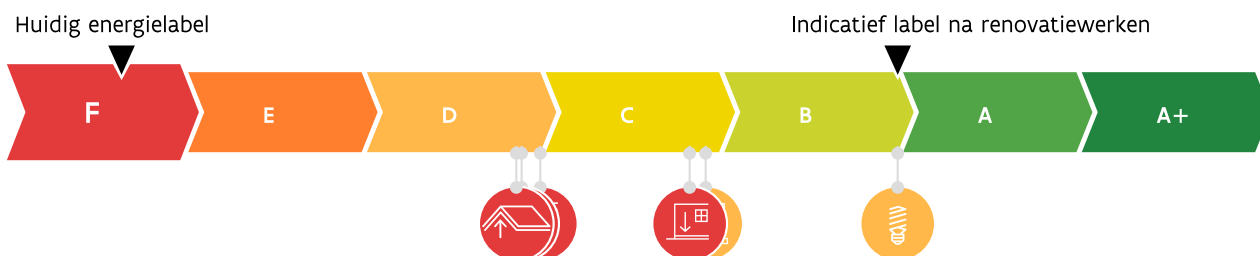 Huidig energielabel
Indicatief label na renovatiewerken
F
E
D
C
B
A
A+